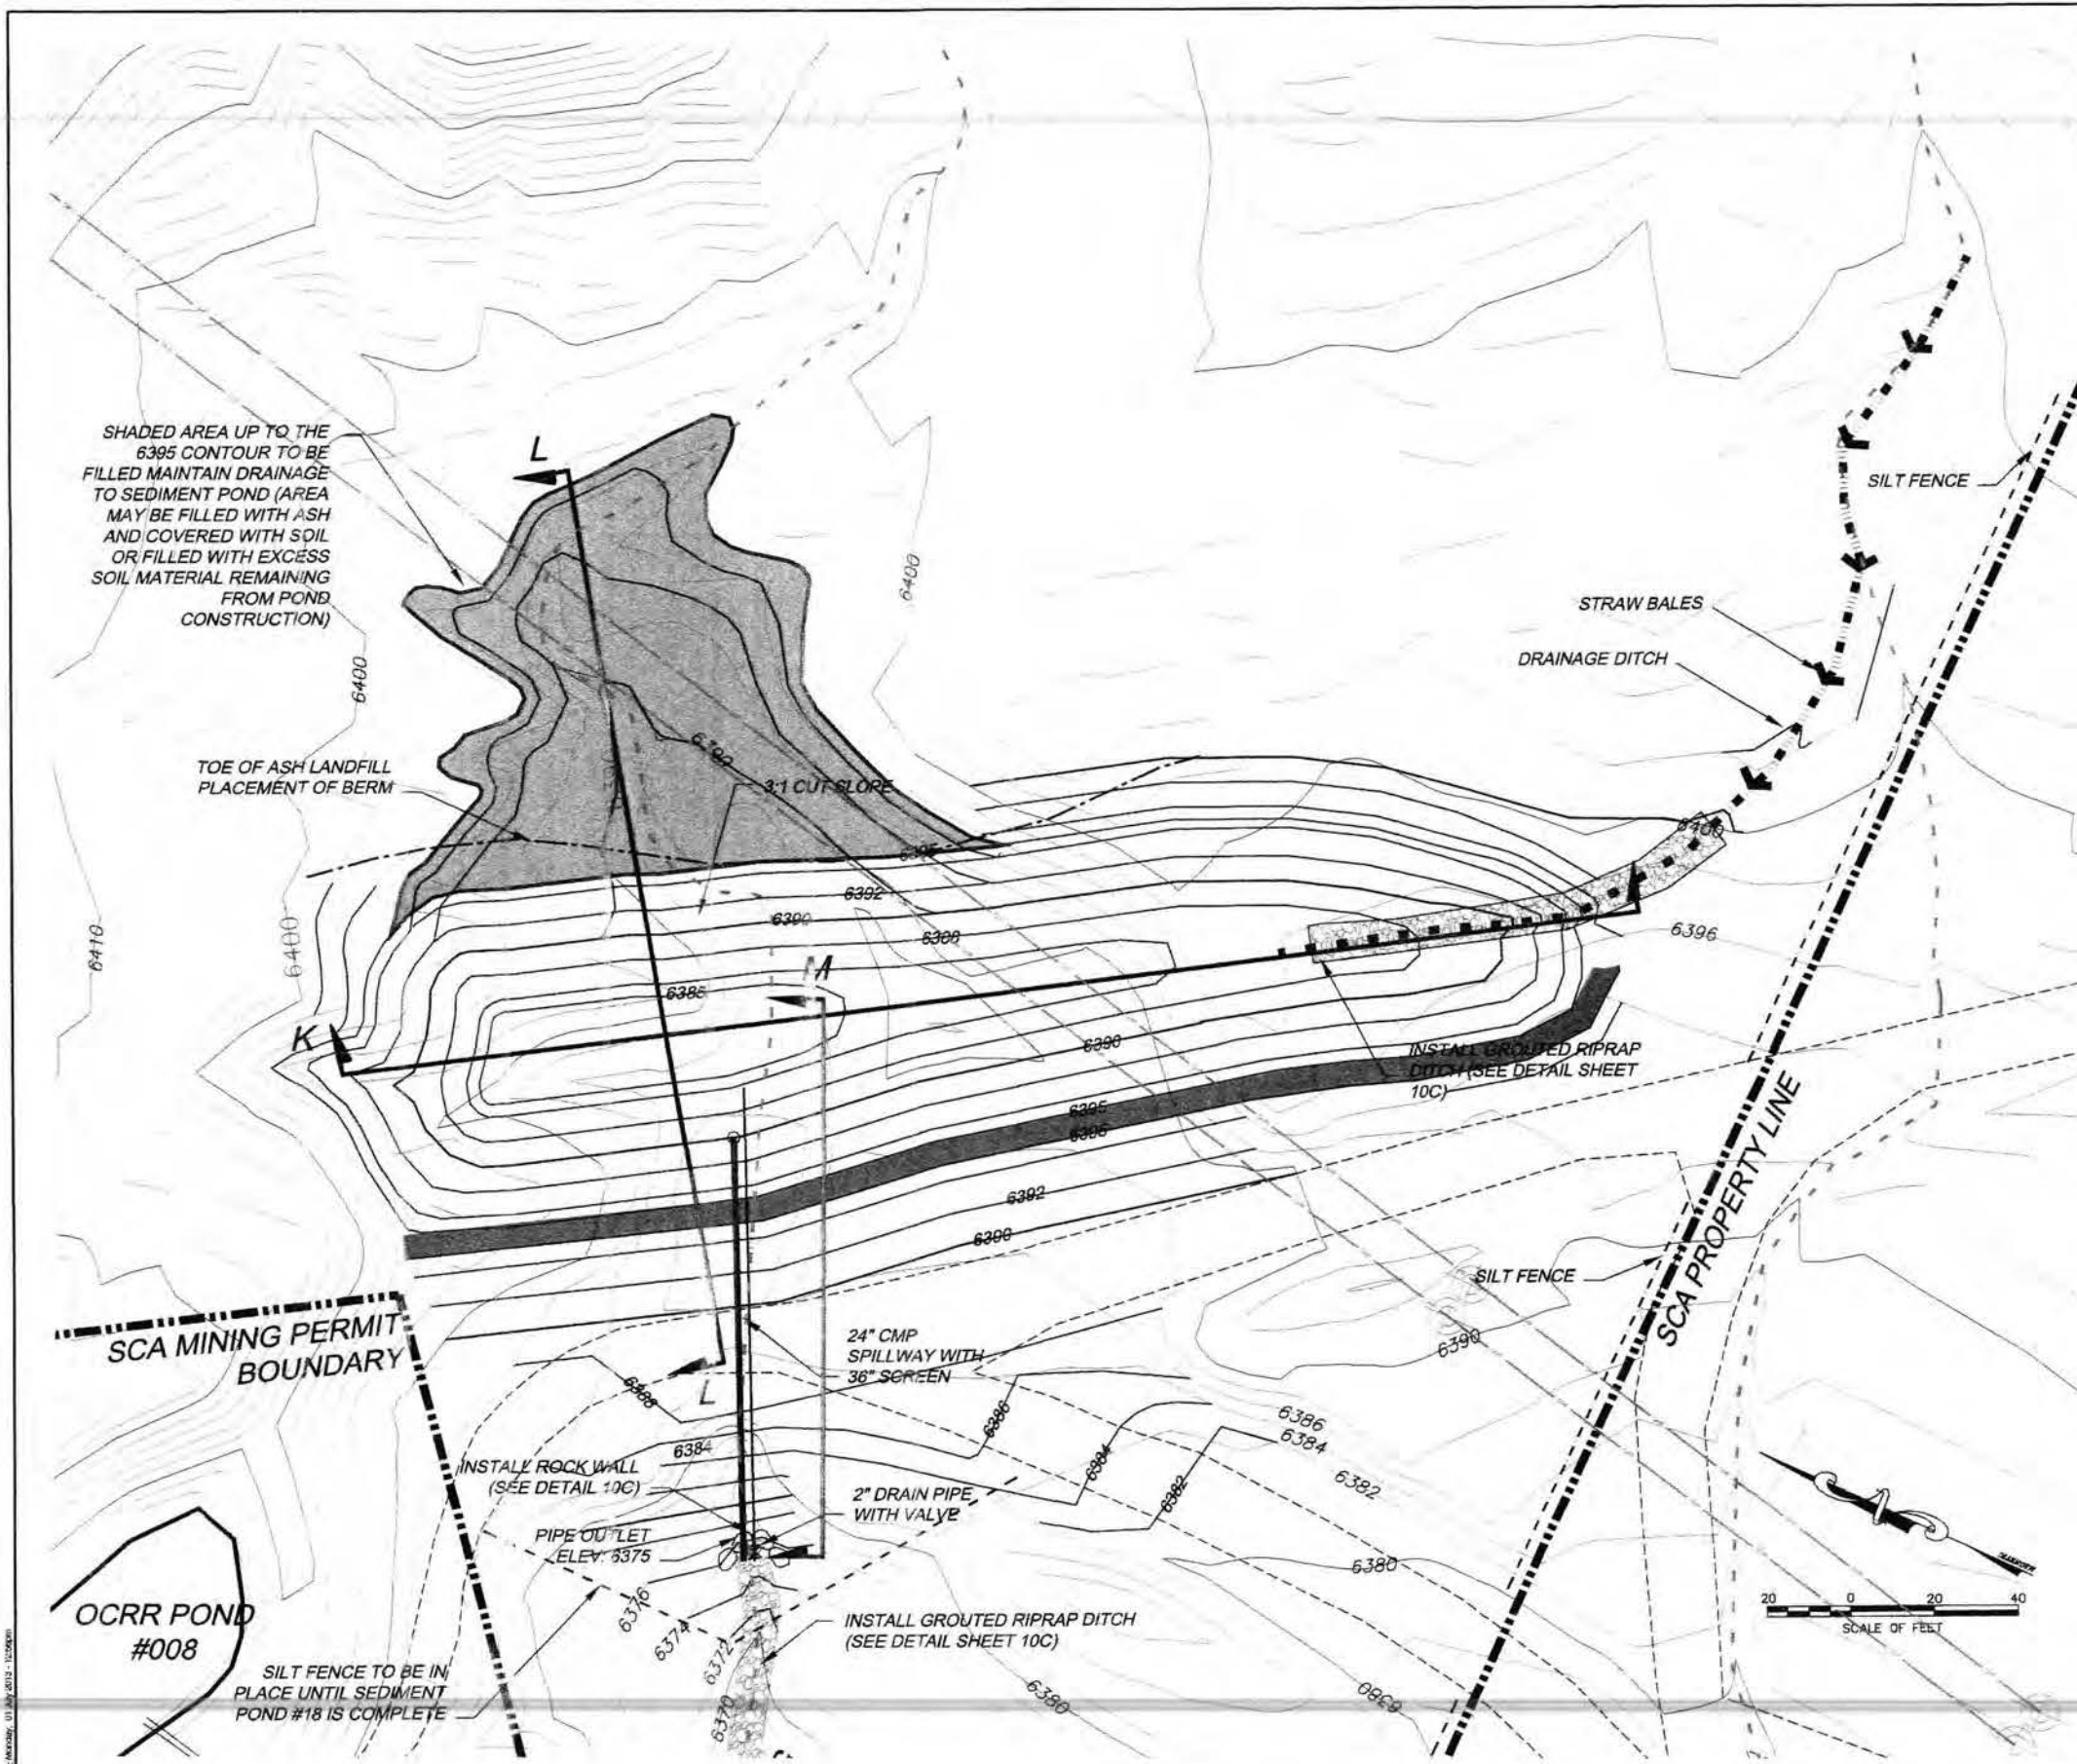 SHADED AREA UP TO THE
6395 CONTOUR TO BE
FILLED MAINTAIN DRAINAGE
TO SEDIMENT POND (AREA
MAY BE FILLED WITH ASH
AND COVERED WITH SOIL
OR FILLED WITH EXCESS
SOIL MATERIAL REMAINING
FROM POND
CONSTRUCTION)
L
SILT FENCE
6400
STRAW BALES
DRAINAGE DITCH
6400
6390
TOE OF ASH LANDFILL
PLACEMENT OF BERM
3:1 CUT SLOPE
6400
6395
6392
6390
6388
6396
6410
6400
M
6385
K
6390
INSTALL GROUTED RIPRAP
DITCH (SEE DETAIL SHEET
10C)
6395
6395
SCA PROPERTY LINE
6392
6390
SILT FENCE
SCA MINING PERMIT
BOUNDARY
24" CMP
SPILLWAY WITH
36" SCREEN
6390
L
6388
6386
6386
6384
6384
6384
6382
6382
INSTALL ROCK WALL
(SEE DETAIL 10C)
2" DRAIN PIPE
WITH VALVE
PIPE OUTLET
ELEV: 6375
6380
20 0 20 40
SCALE OF FEET
OCRR POND
#008
6376
6374
6372
6370
INSTALL GROUTED RIPRAP DITCH
(SEE DETAIL SHEET 10C)
SILT FENCE TO BE IN
PLACE UNTIL SEDIMENT
POND #18 IS COMPLETE
6380
6380